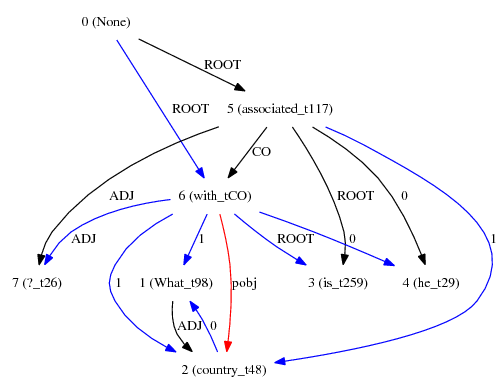 0 (None)
ROOT
ROOT
5 (associated_t117)
CO
6 (with_tCO)
ADJ
ADJ
ROOT
0
1
1
pobj
ROOT
0
1
7 (?_t26)
1 (What_t98)
3 (is_t259)
4 (he_t29)
ADJ
0
2 (country_t48)